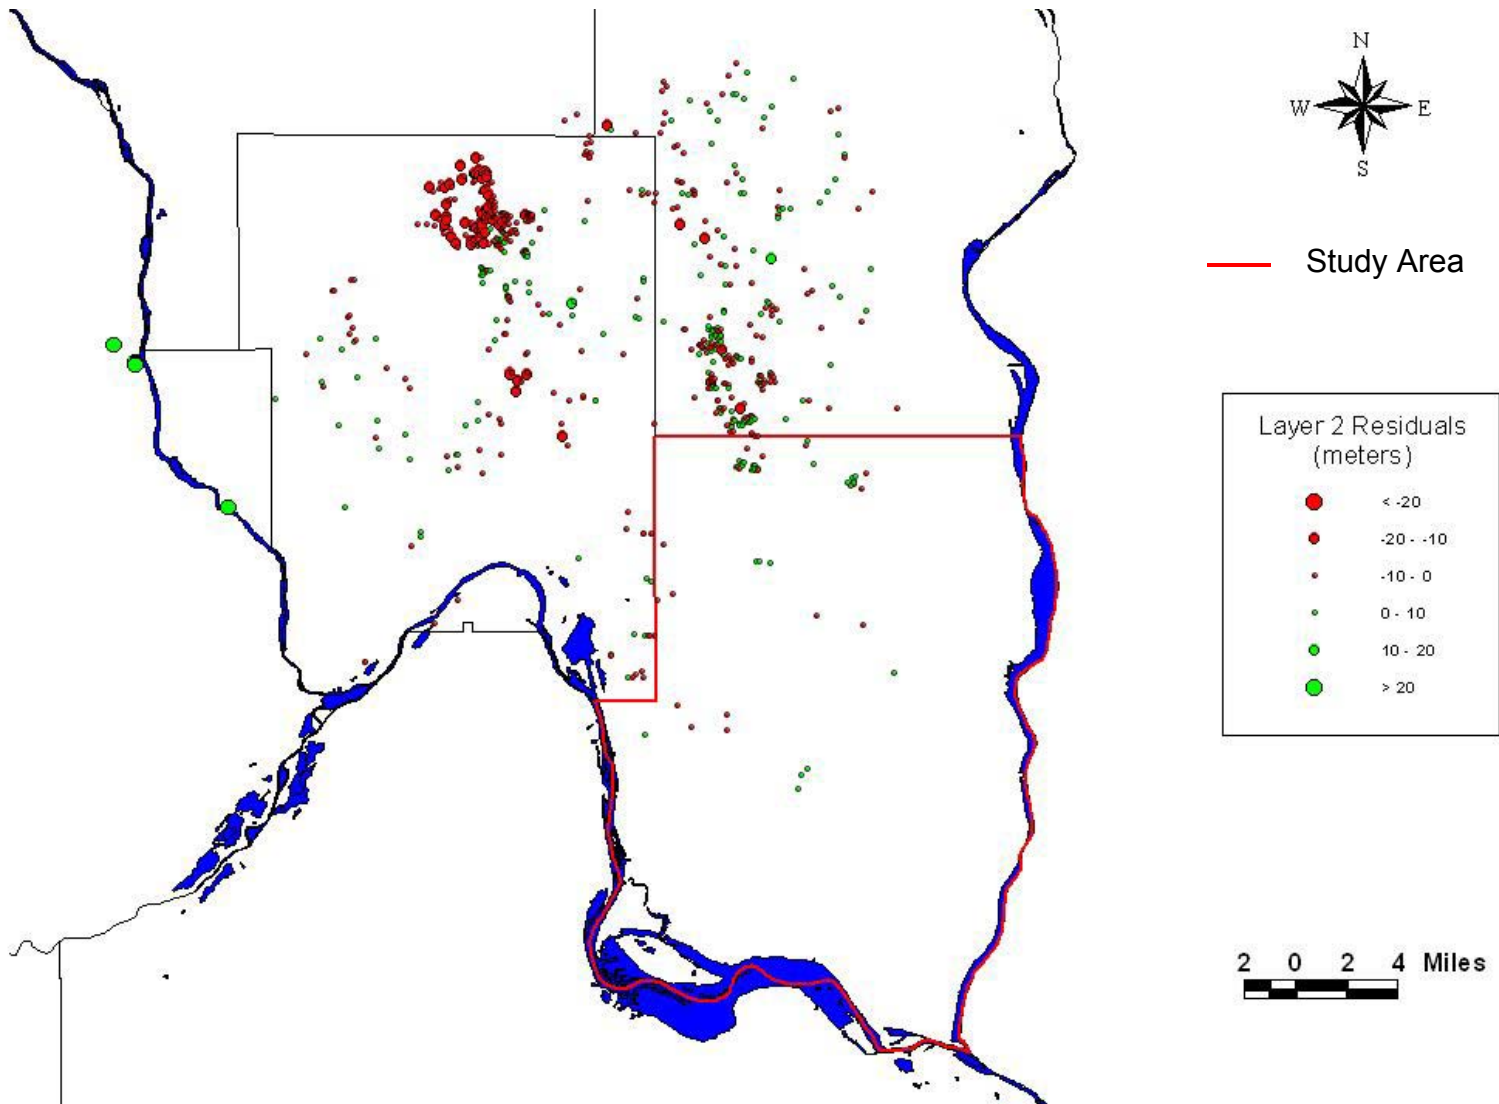 N
W E
S
Study Area
Layer 2 Residuals
(meters)
< -20
-20 - -10
-10 - 0
0 - 10
10 - 20
> 20
2 0 2 4 Miles